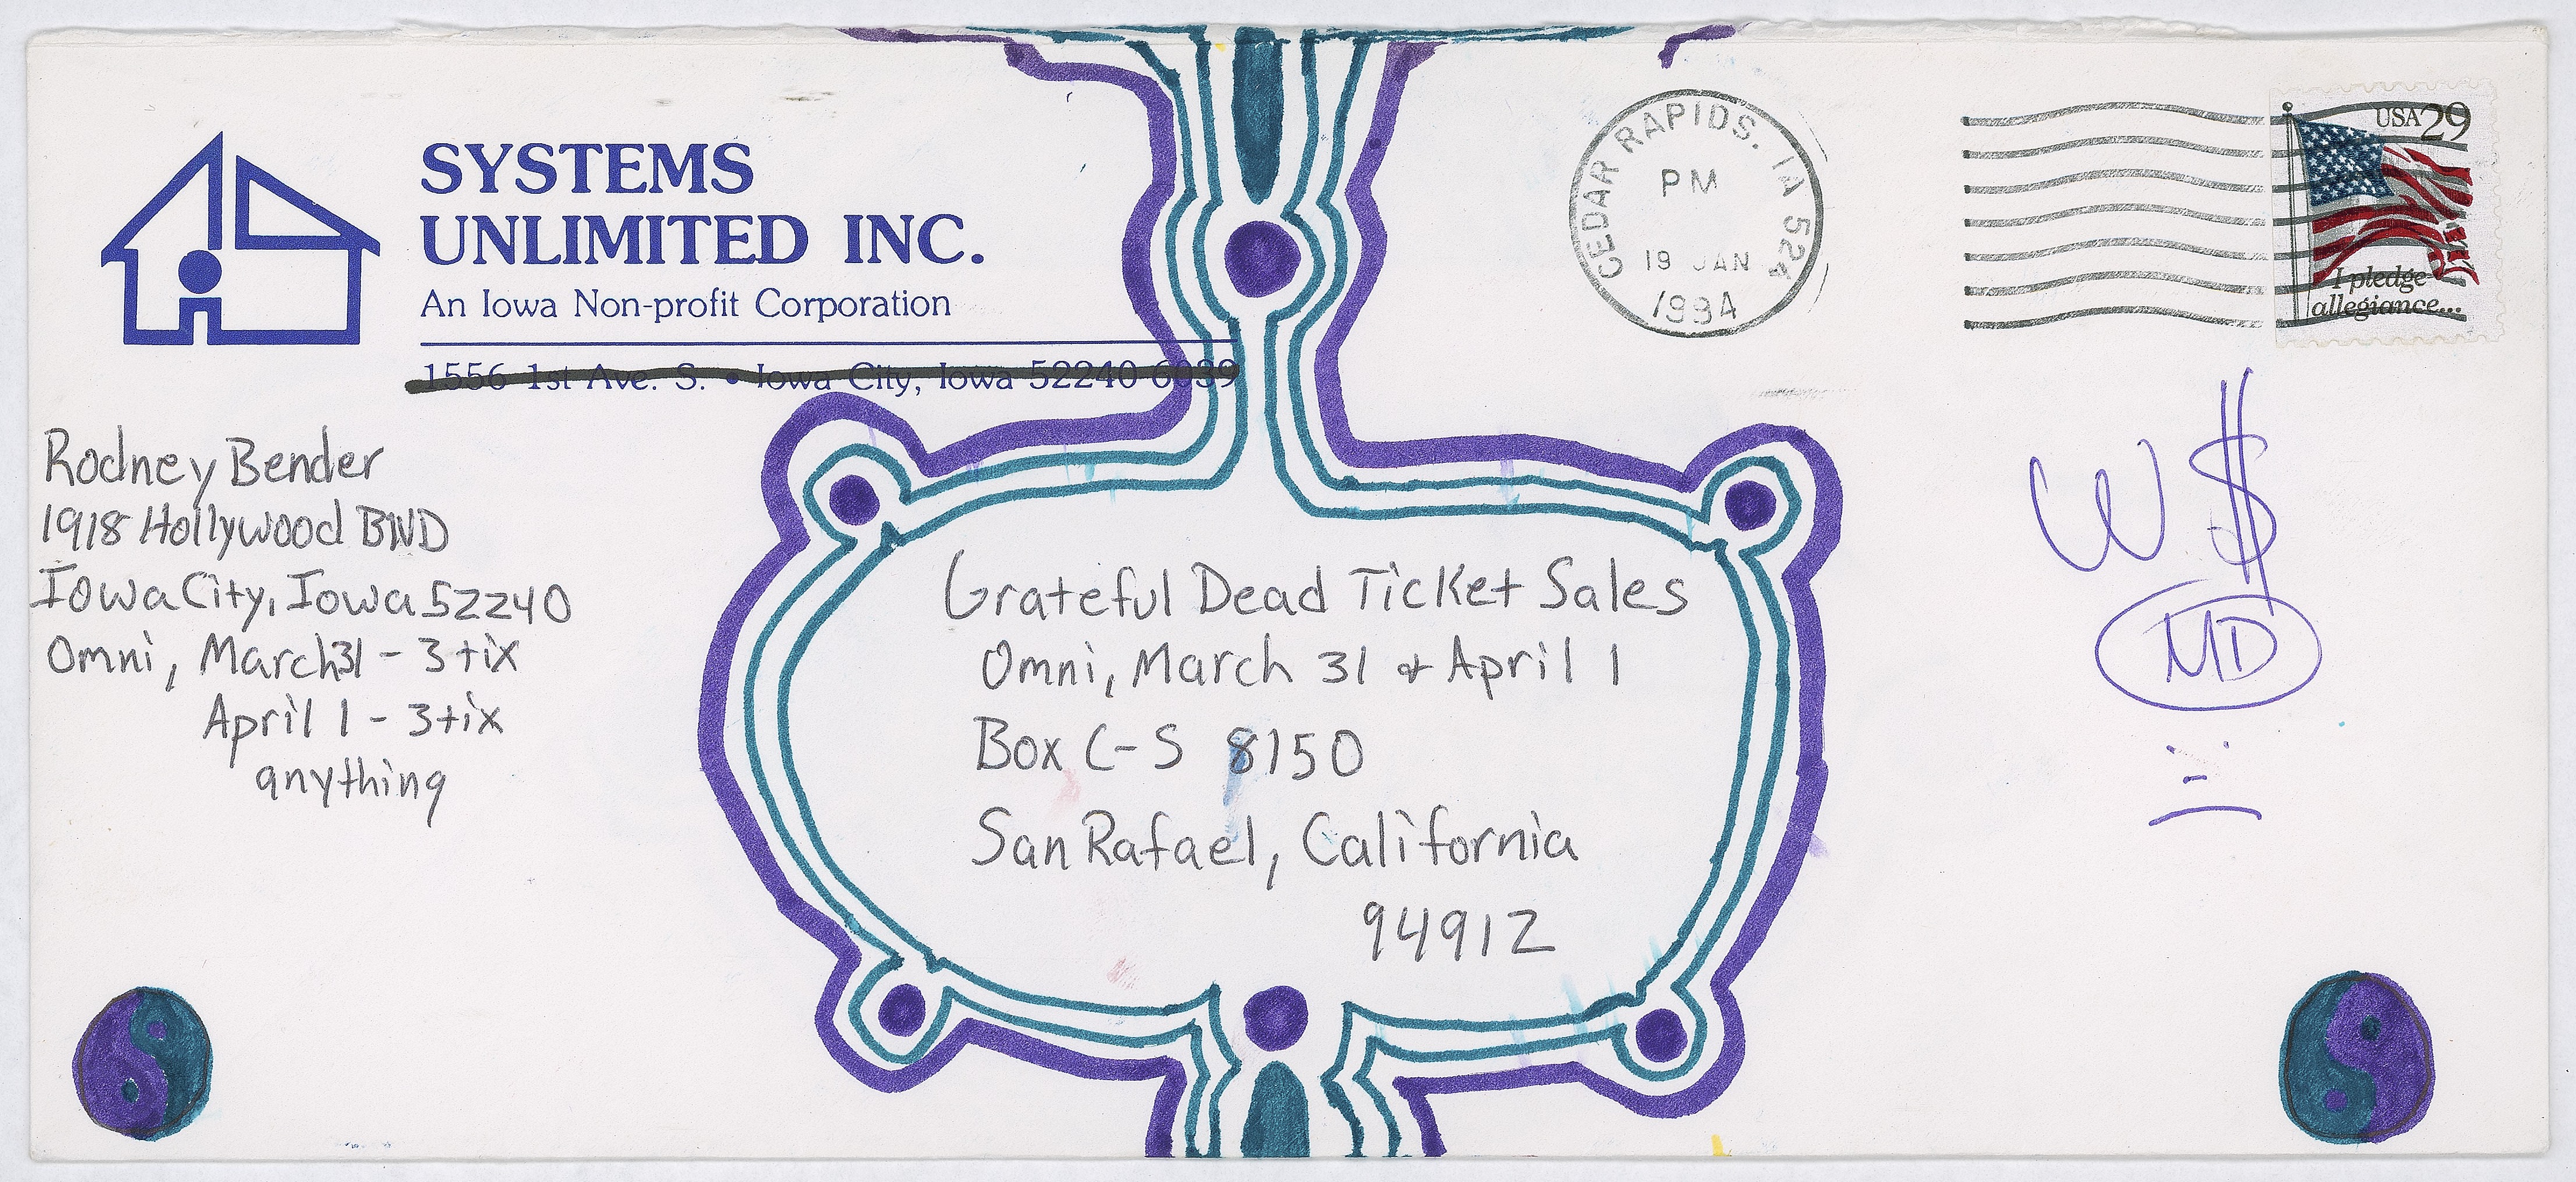 SYSTEMS
UNLIMITED INC.
An Iowa Non-profit Corporation
1556 1st Ave. S. • Iowa City, Iowa 52240-6039
CEDAR RAPIDS. IA 524
PM
19 JAN
1994
USA 29
I pledge
allegiance...
Rodney Bender
1918 Hollywood BLVD
Iowa City, Iowa 52240
Omni, March 31 - 3 tix
April 1 - 3 tix
anything
Grateful Dead Ticket Sales
Omni, March 31 & April 1
Box C-S 8150
San Rafael, California
94912
W $
MD